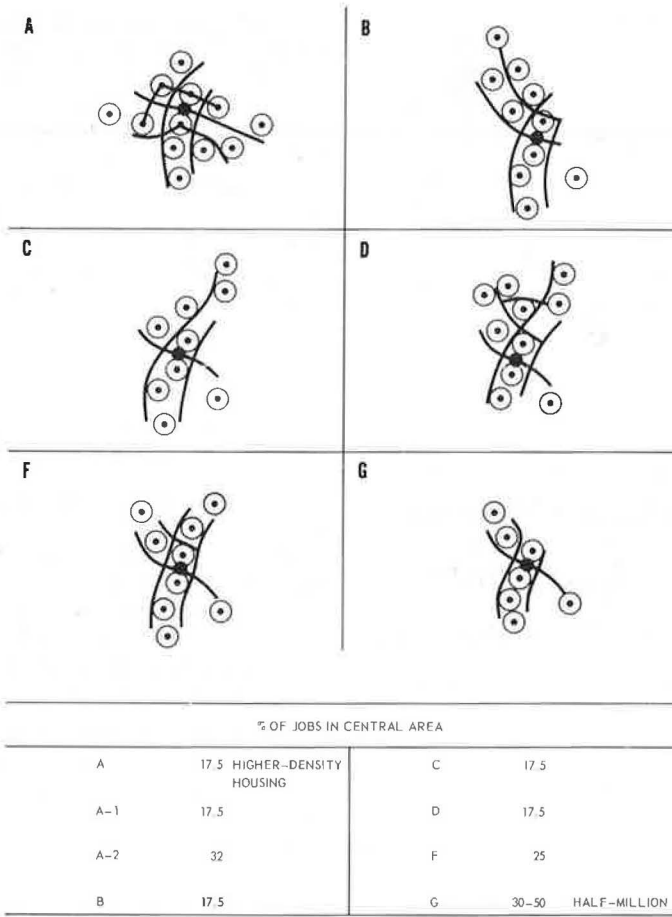 A
B
C
D
F
G
% OF JOBS IN CENTRAL AREA
A 17.5 HIGHER-DENSITY HOUSING C 17.5
A-1 17.5 D 17.5
A-2 32 F 25
B 17.5 G 30-50 HALF-MILLION